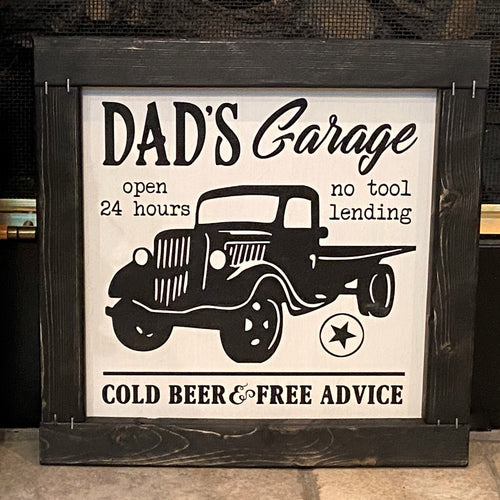 DAD'S Garage
open
24 hours
no tool
lending
COLD BEER & FREE ADVICE